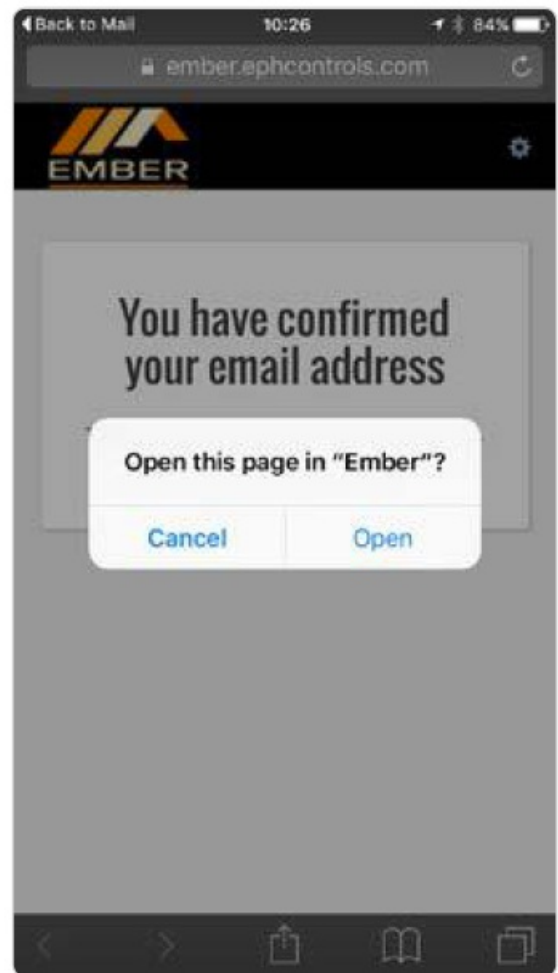 Back to Mail 10:26 84%
ember.ephcontrols.com
EMBER
You have confirmed
your email address
Open this page in “Ember”?
Cancel Open